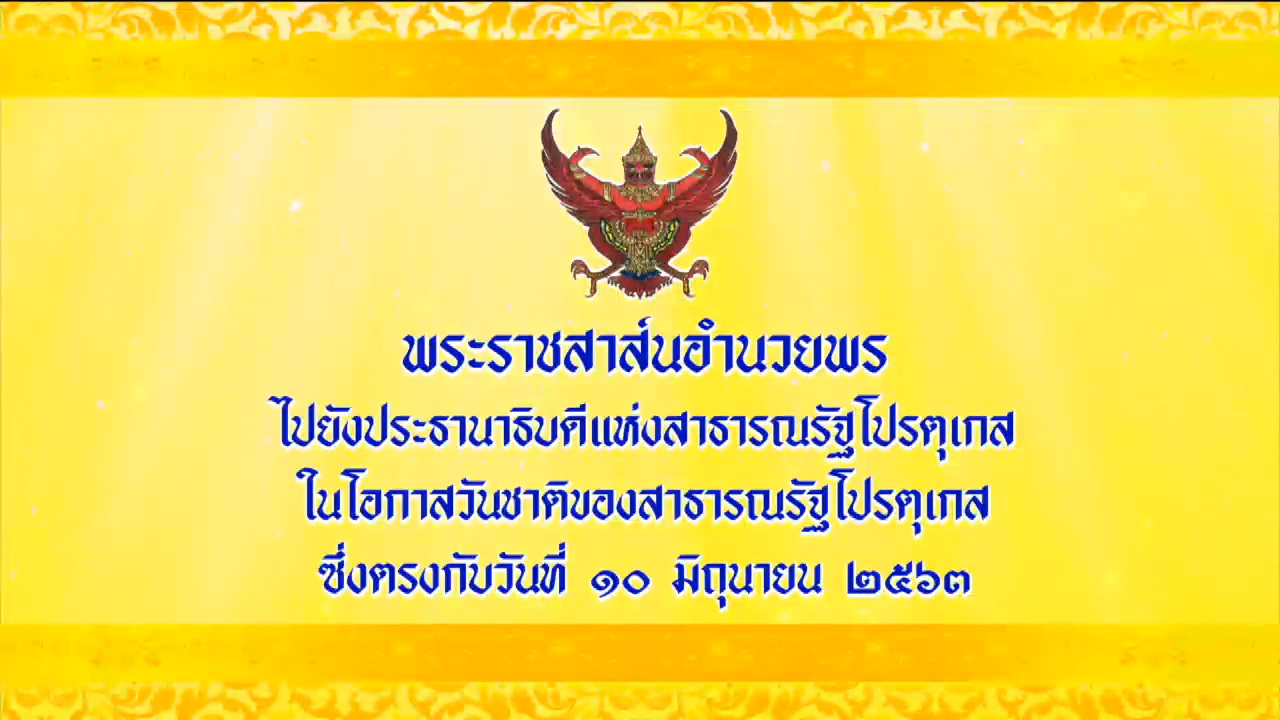 พระราชสาส์นอำนวยพร
ไปยังประธานาธิบดีแห่งสาธารณรัฐโปรตุเกส
ในโอกาสวันชาติของสาธารณรัฐโปรตุเกส
ซึ่งตรงกับวันที่ ๑๐ มิถุนายน ๒๕๖๓